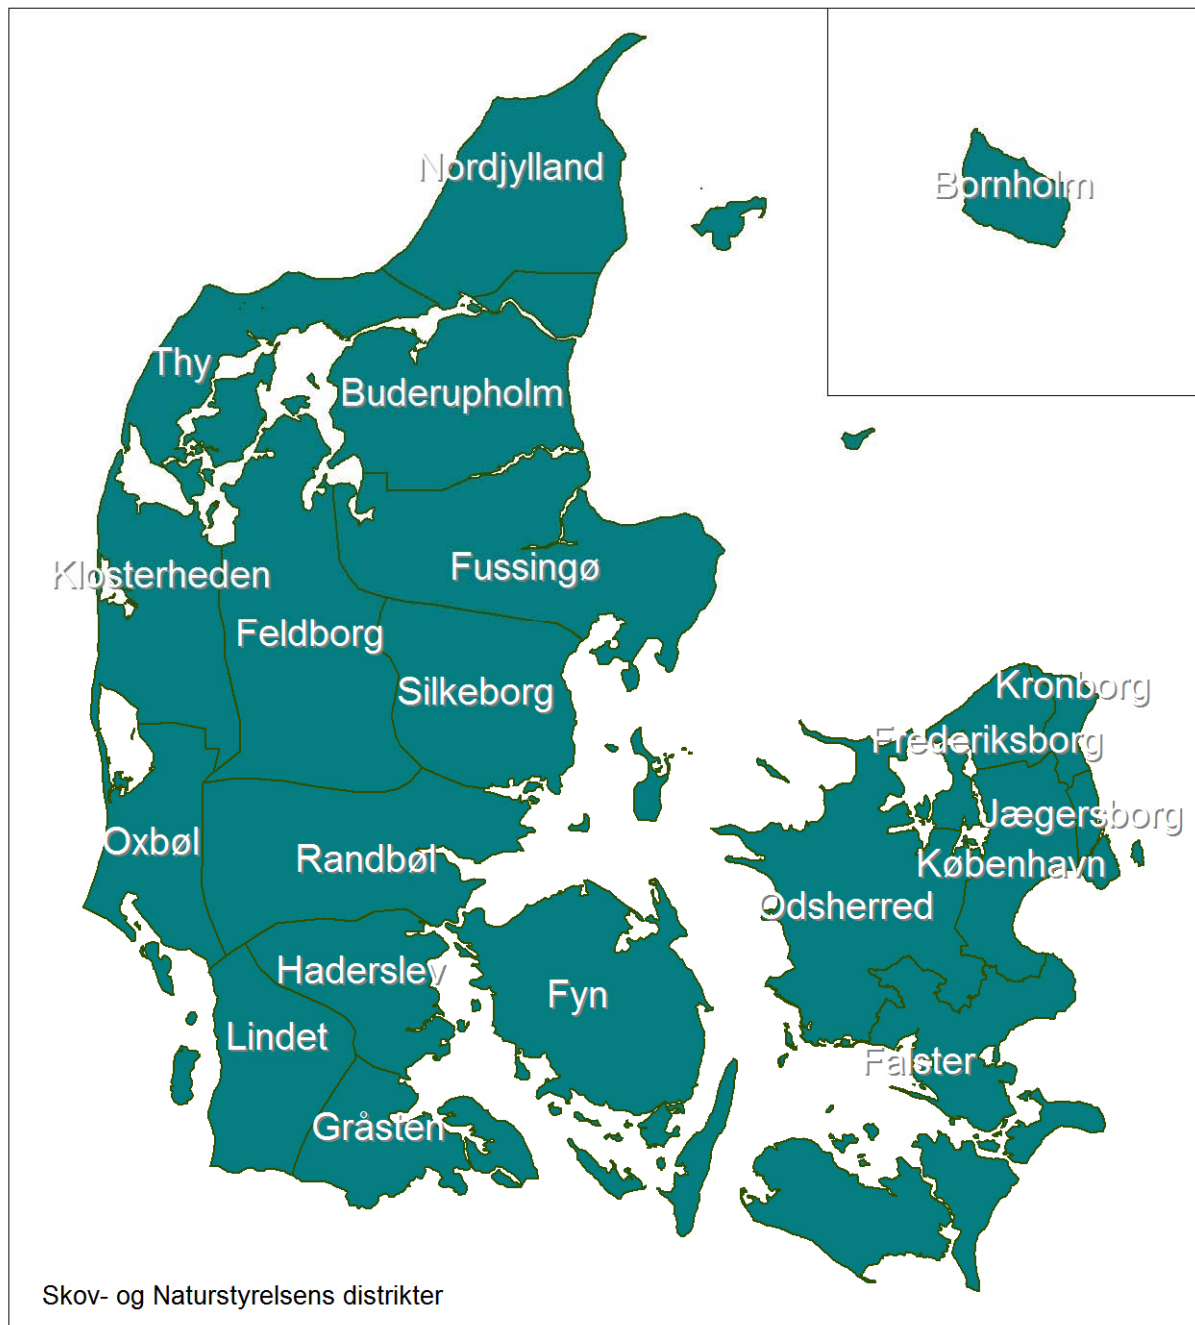 Nordjylland
Bornholm
Thy
Buderupholm
Klosterheden
Fussingø
Feldborg
Silkeborg
Kronborg
Frederiksborg
Jægersborg
Oxbøl
Randbøl
København
Odsherred
Haderslev
Fyn
Lindet
Falster
Gråsten
Skov- og Naturstyrelsens distrikter